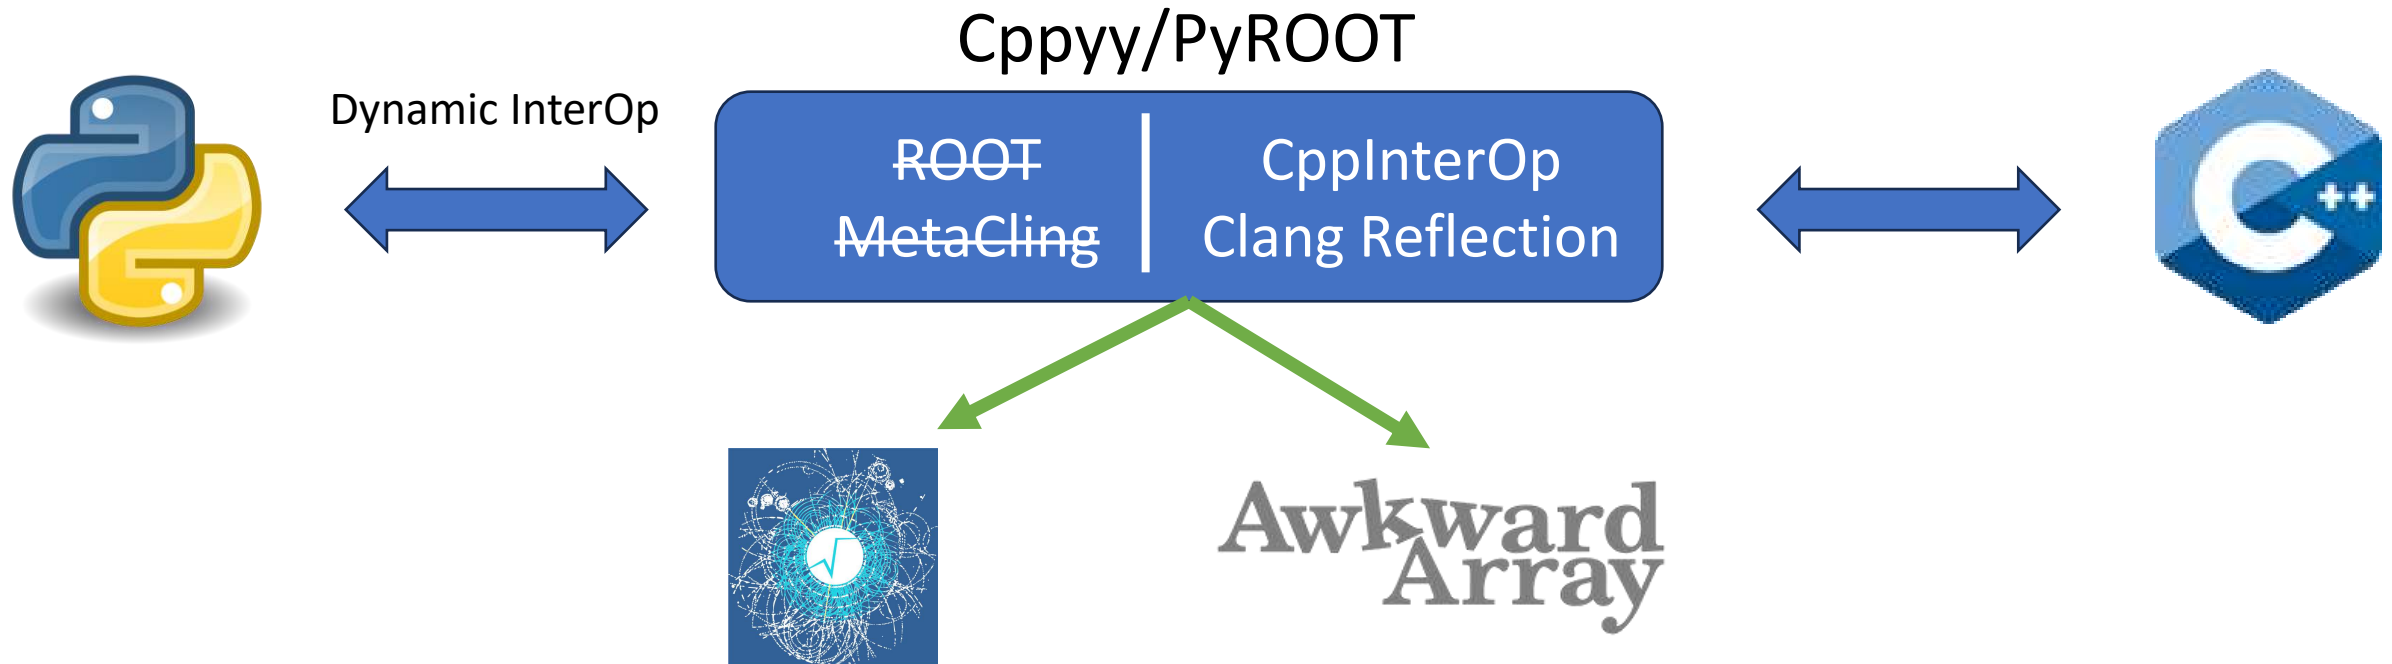 Cppyy/PyROOT
Dynamic InterOp
ROOT
MetaCling
CppInterOp
Clang Reflection
C++
Awkward
Array